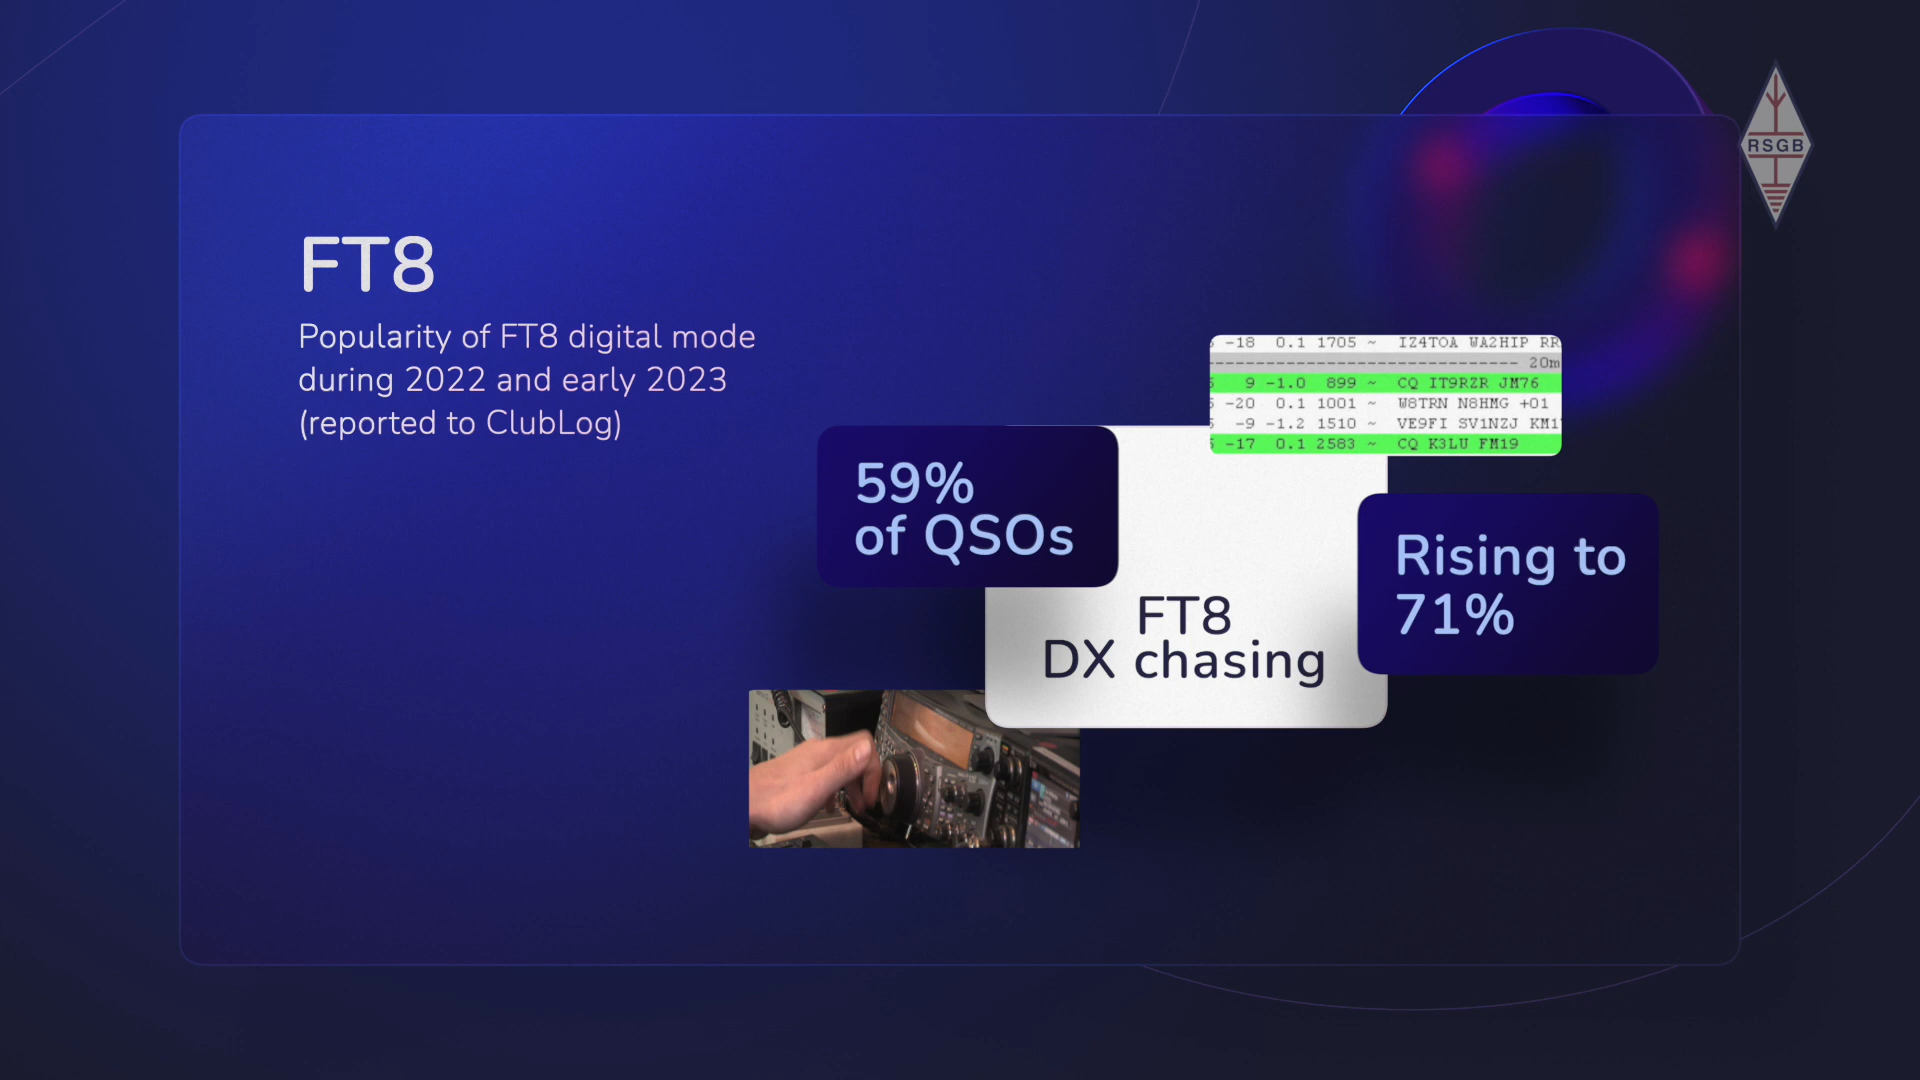 RSGB
FT8
Popularity of FT8 digital mode
during 2022 and early 2023
(reported to ClubLog)
-18 0.1 1705 ~ IZ4TOA WA2HIP RR
------------------------------- 20m
9 -1.0 899 ~ CQ IT9RZR JM76
-20 0.1 1001 ~ W8TRN N8HMG +01
-9 -1.2 1510 ~ VE9FI SV1NZJ KM1
-17 0.1 2583 ~ CQ K3LU FM19
59%
of QSOs
Rising to
71%
FT8
DX chasing